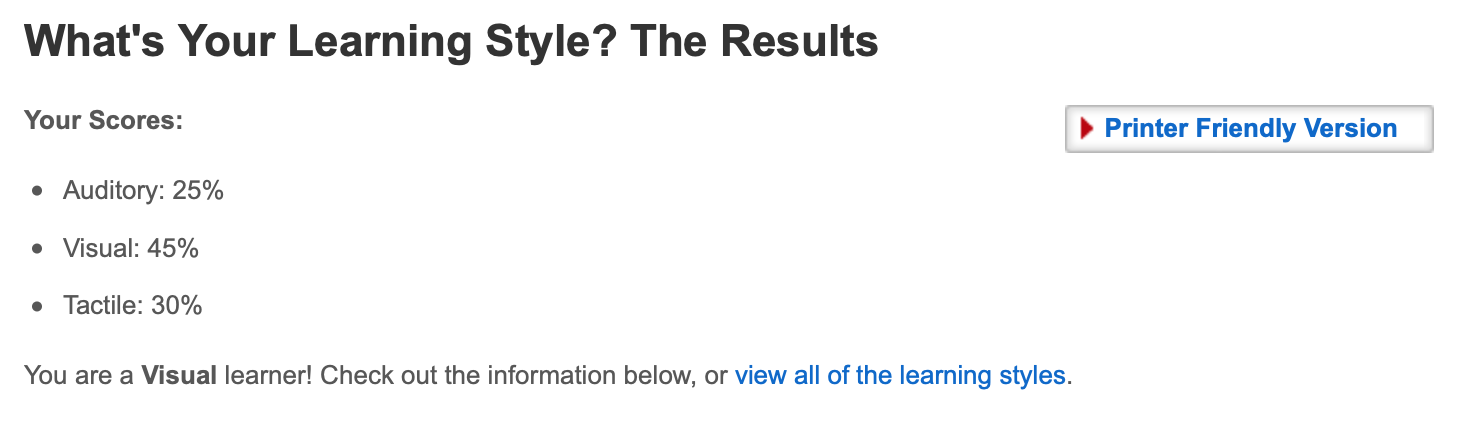 What's Your Learning Style? The Results
Your Scores:
Printer Friendly Version
• Auditory: 25%
• Visual: 45%
• Tactile: 30%
You are a Visual learner! Check out the information below, or view all of the learning styles.